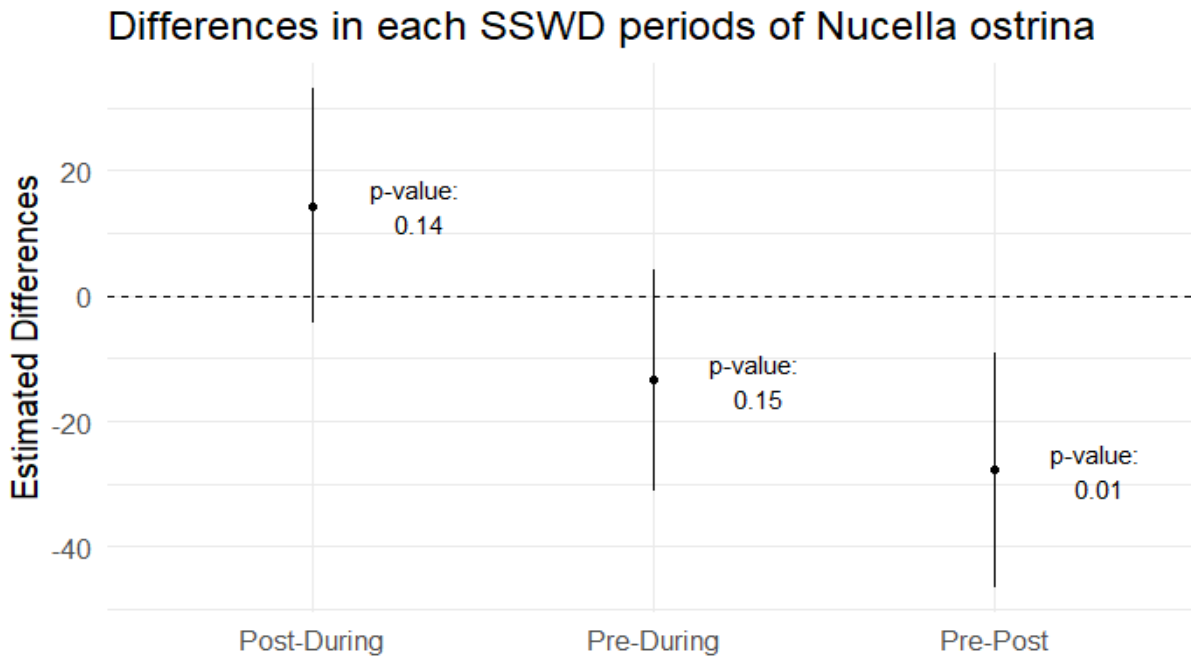 Differences in each SSWD periods of Nucella ostrina
Estimated Differences
20
0
-20
-40
p-value:
0.14
p-value:
0.15
p-value:
0.01
Post-During
Pre-During
Pre-Post